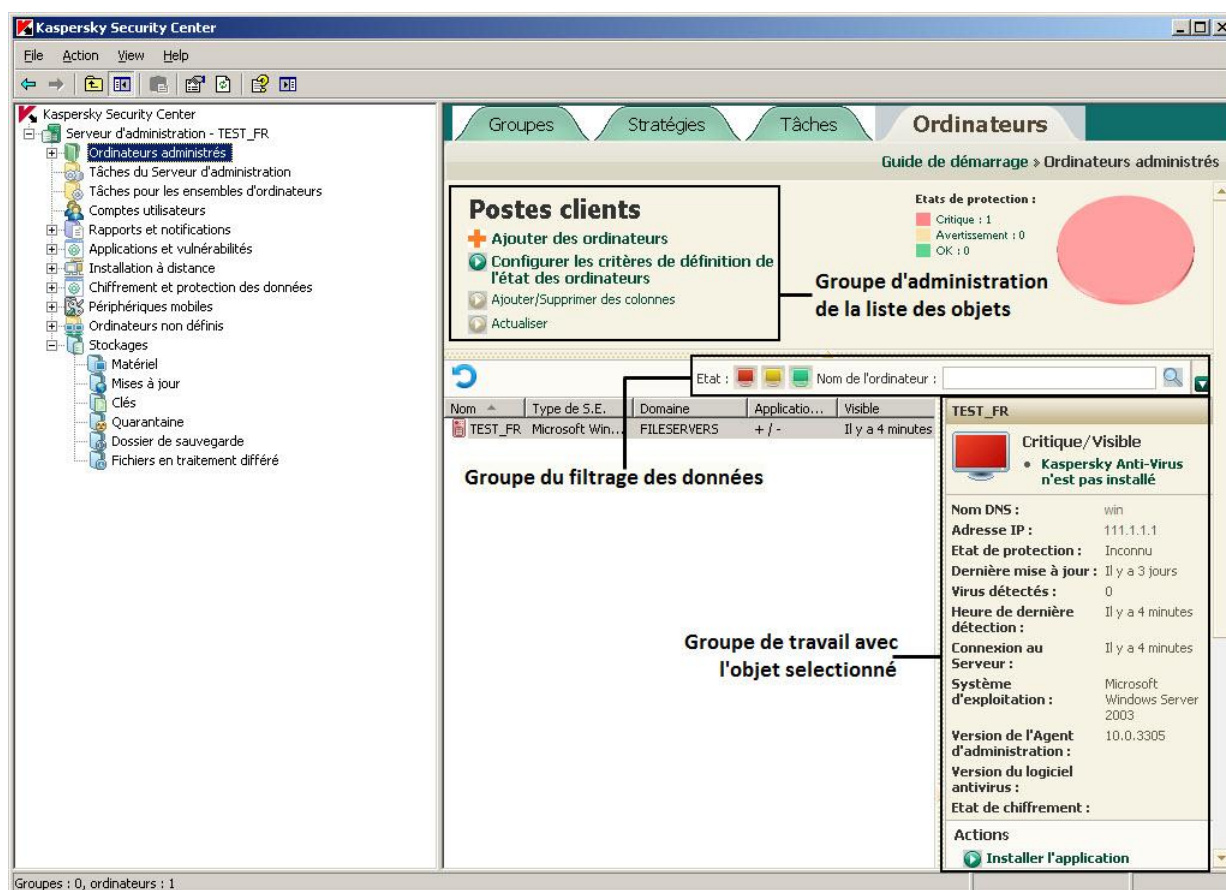 Kaspersky Security Center
File Action View Help
Kaspersky Security Center
Serveur d'administration - TEST_FR
Ordinateurs administrés
Tâches du Serveur d'administration
Tâches pour les ensembles d'ordinateurs
Comptes utilisateurs
Rapports et notifications
Applications et vulnérabilités
Installation à distance
Chiffrement et protection des données
Périphériques mobiles
Ordinateurs non définis
Stockages
Matériel
Mises à jour
Clés
Quarantaine
Dossier de sauvegarde
Fichiers en traitement différé
Groupes Stratégies Tâches Ordinateurs
Guide de démarrage » Ordinateurs administrés
Postes clients
Ajouter des ordinateurs
Configurer les critères de définition de
l'état des ordinateurs
Ajouter/Supprimer des colonnes
Actualiser
Etats de protection :
Critique : 1
Avertissement : 0
OK : 0
Groupe d'administration
de la liste des objets
Etat : Nom de l'ordinateur :
Nom Type de S.E. Domaine Applicatio... Visible
TEST_FR Microsoft Win... FILESERVERS + / - Il y a 4 minutes
Groupe du filtrage des données
Groupe de travail avec
l'objet selectionné
TEST_FR
Critique/Visible
• Kaspersky Anti-Virus
n'est pas installé
Nom DNS : win
Adresse IP : 111.1.1.1
Etat de protection : Inconnu
Dernière mise à jour : Il y a 3 jours
Virus détectés : 0
Heure de dernière Il y a 4 minutes
détection :
Connexion au Il y a 4 minutes
Serveur :
Système Microsoft
d'exploitation : Windows Server
2003
Version de l'Agent 10.0.3305
d'administration :
Version du logiciel
antivirus :
Etat de chiffrement :
Actions
Installer l'application
Groupes : 0, ordinateurs : 1